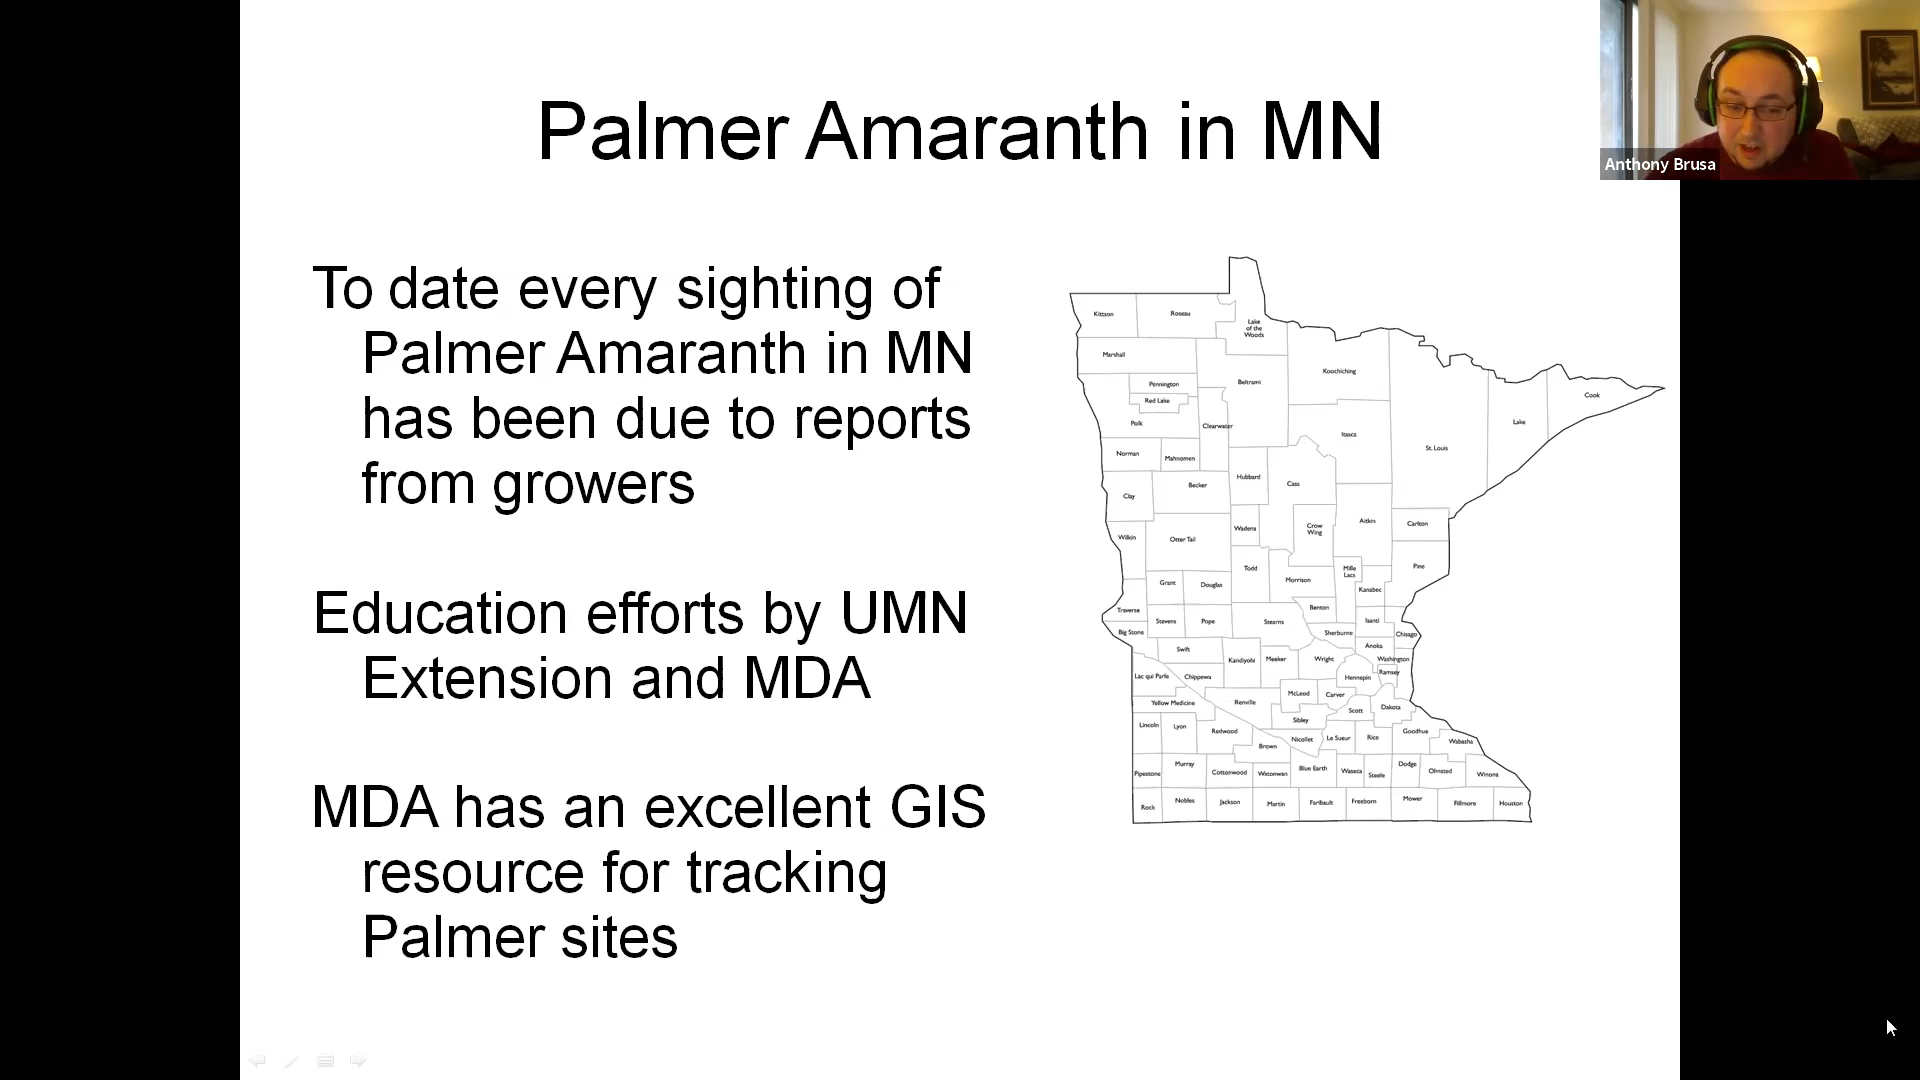 Palmer Amaranth in MN
Anthony Brusa
To date every sighting of
Palmer Amaranth in MN
has been due to reports
from growers
Education efforts by UMN
Extension and MDA
MDA has an excellent GIS
resource for tracking
Palmer sites
Kittson
Roseau
Lake
of the
Woods
Marshall
Koochiching
Beltrami
Pennington
Red Lake
Cook
Polk
Clearwater
Lake
Itasca
St. Louis
Norman
Mahnomen
Hubbard
Cass
Becker
Clay
Aitkin
Carlton
Wadena
Crow
Wing
Wilkin
Otter Tail
Pine
Todd
Mille
Lacs
Morrison
Grant
Douglas
Kanabec
Traverse
Benton
Stevens
Pope
Stearns
Isanti
Big Stone
Sherburne
Chisago
Swift
Anoka
Kandiyohi
Meeker
Wright
Washington
Ramsey
Lac qui Parle
Chippewa
Hennepin
McLeod
Carver
Yellow Medicine
Renville
Scott
Dakota
Sibley
Lincoln
Lyon
Redwood
Nicollet
Le Sueur
Rice
Goodhue
Wabasha
Brown
Murray
Pipestone
Cottonwood
Watonwan
Blue Earth
Waseca
Steele
Dodge
Olmsted
Winona
Rock
Nobles
Jackson
Martin
Faribault
Freeborn
Mower
Fillmore
Houston